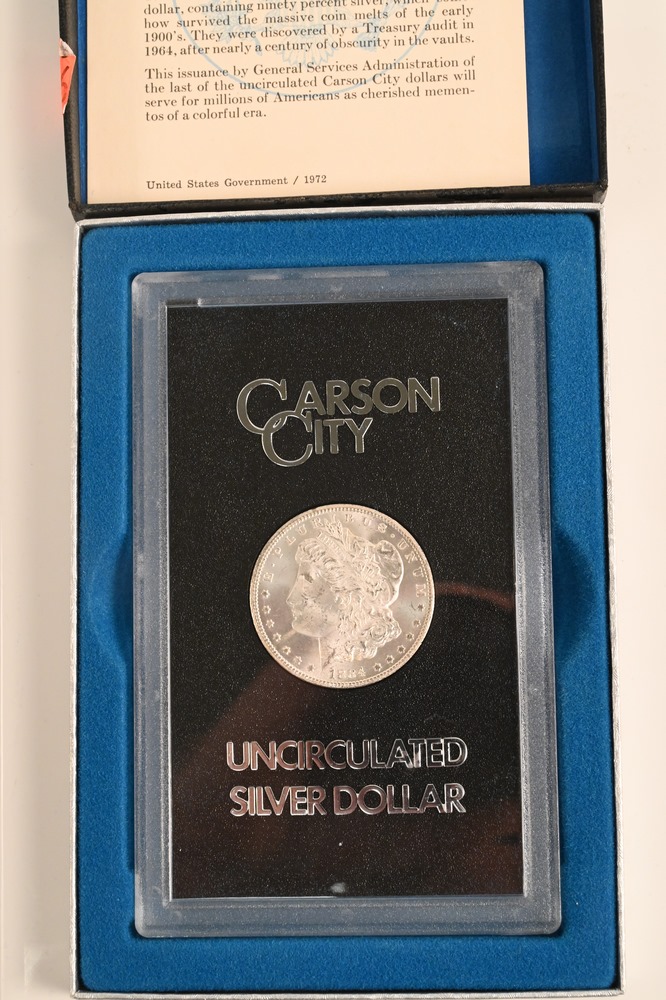 dollar, containing ninety percent silver, which
how survived the massive coin melts of the early
1900's. They were discovered by a Treasury audit in
1964, after nearly a century of obscurity in the vaults.
This issuance by General Services Administration of
the last of the uncirculated Carson City dollars will
serve for millions of Americans as cherished memen-
tos of a colorful era.
United States Government / 1972
CARSON
CITY
E · PLURIBUS · UNUM
1884
UNCIRCULATED
SILVER DOLLAR